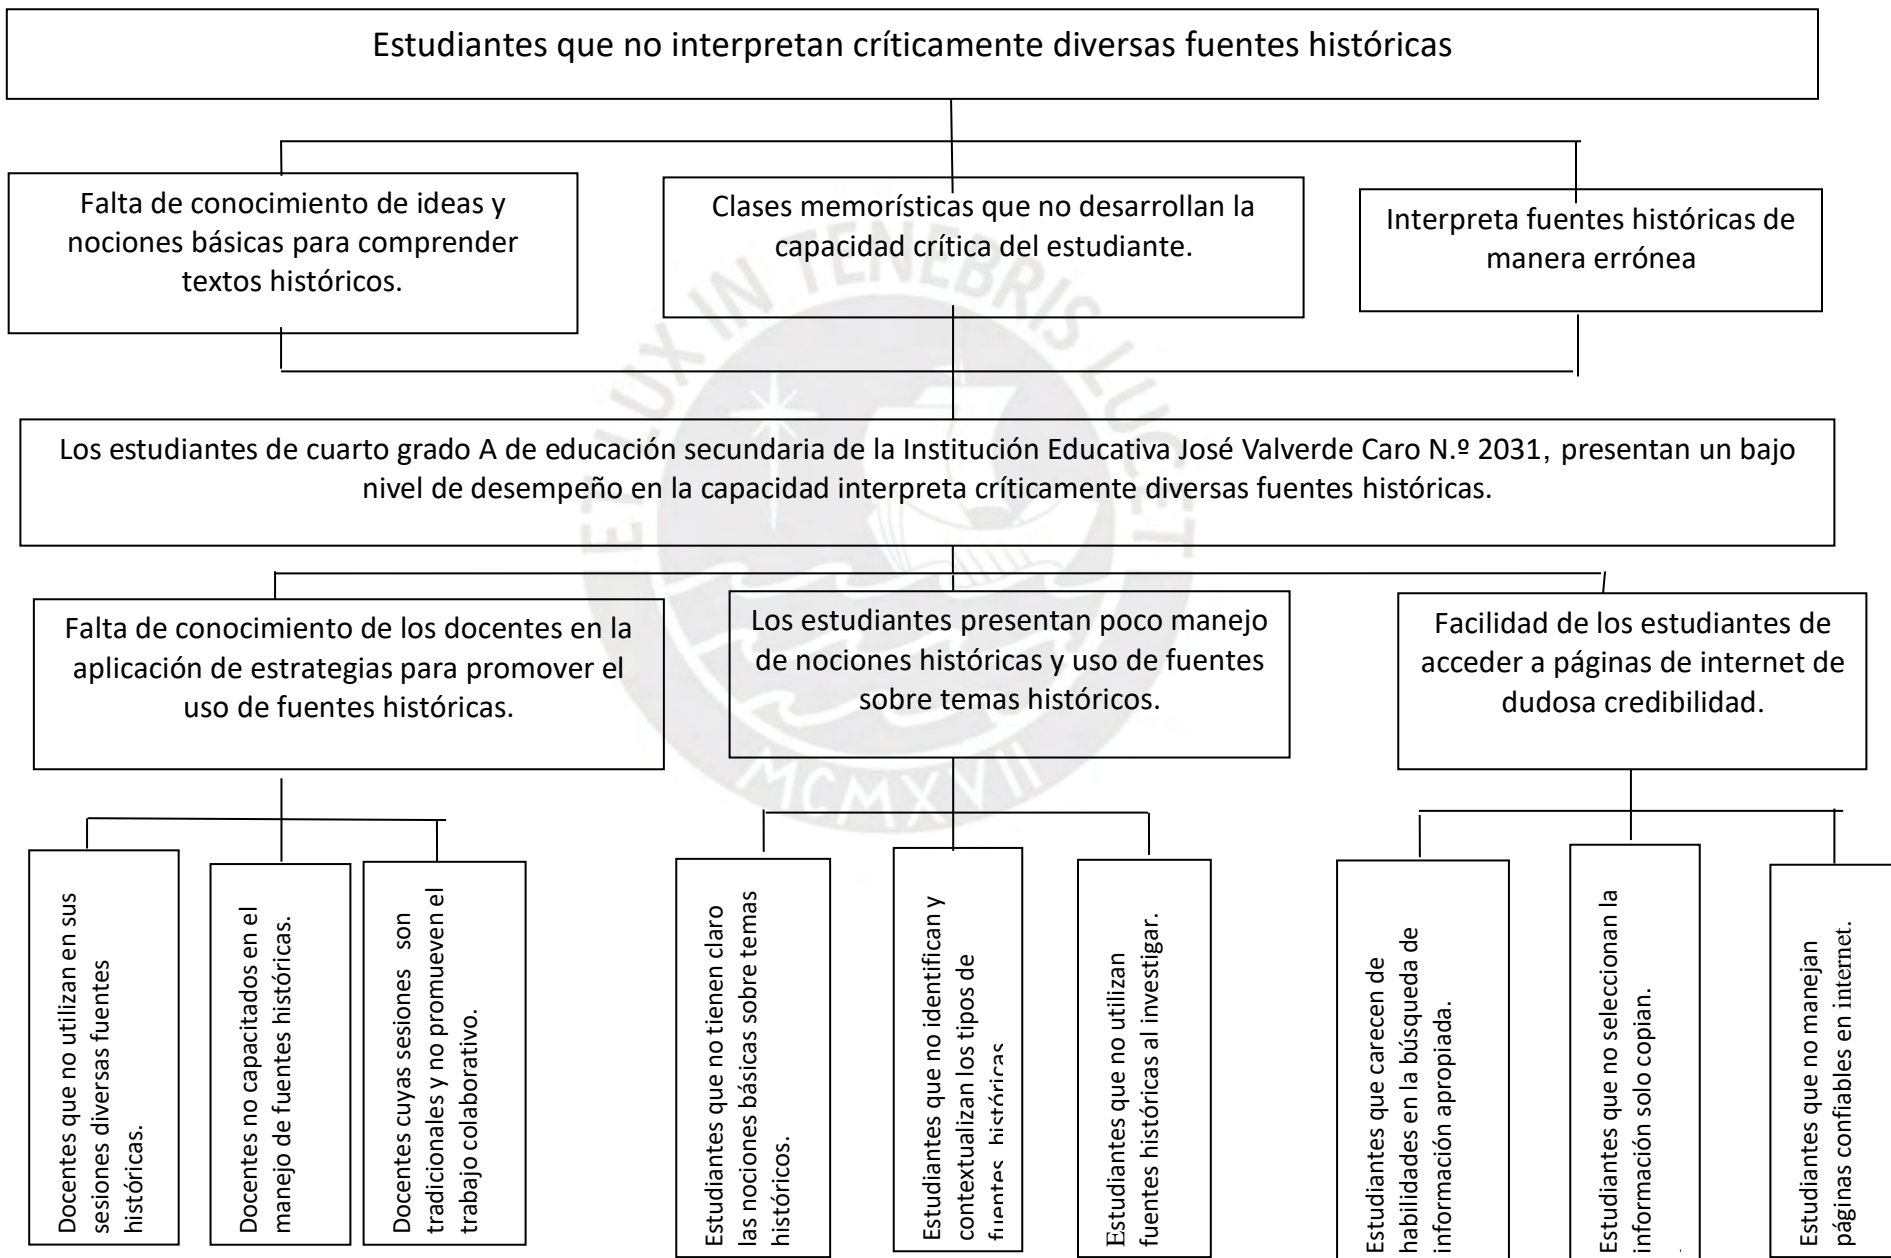 Estudiantes que no interpretan críticamente diversas fuentes históricas
Falta de conocimiento de ideas y
nociones básicas para comprender
textos históricos.
Clases memorísticas que no desarrollan la
capacidad crítica del estudiante.
Interpreta fuentes históricas de
manera errónea
Los estudiantes de cuarto grado A de educación secundaria de la Institución Educativa José Valverde Caro N.º 2031, presentan un bajo
nivel de desempeño en la capacidad interpreta críticamente diversas fuentes históricas.
Falta de conocimiento de los docentes en la
aplicación de estrategias para promover el
uso de fuentes históricas.
Los estudiantes presentan poco manejo
de nociones históricas y uso de fuentes
sobre temas históricos.
Facilidad de los estudiantes de
acceder a páginas de internet de
dudosa credibilidad.
Docentes que no utilizan en sus
sesiones diversas fuentes
históricas.
Docentes no capacitados en el
manejo de fuentes históricas.
Docentes cuyas sesiones son
tradicionales y no promueven el
trabajo colaborativo.
Estudiantes que no tienen claro
las nociones básicas sobre temas
históricos.
Estudiantes que no identifican y
contextualizan los tipos de
fuentes históricas
Estudiantes que no utilizan
fuentes históricas al investigar.
Estudiantes que carecen de
habilidades en la búsqueda de
información apropiada.
Estudiantes que no seleccionan la
información solo copian.
Estudiantes que no manejan
páginas confiables en internet.
ET LUX IN TENEBRIS LUCET
MCMXVII